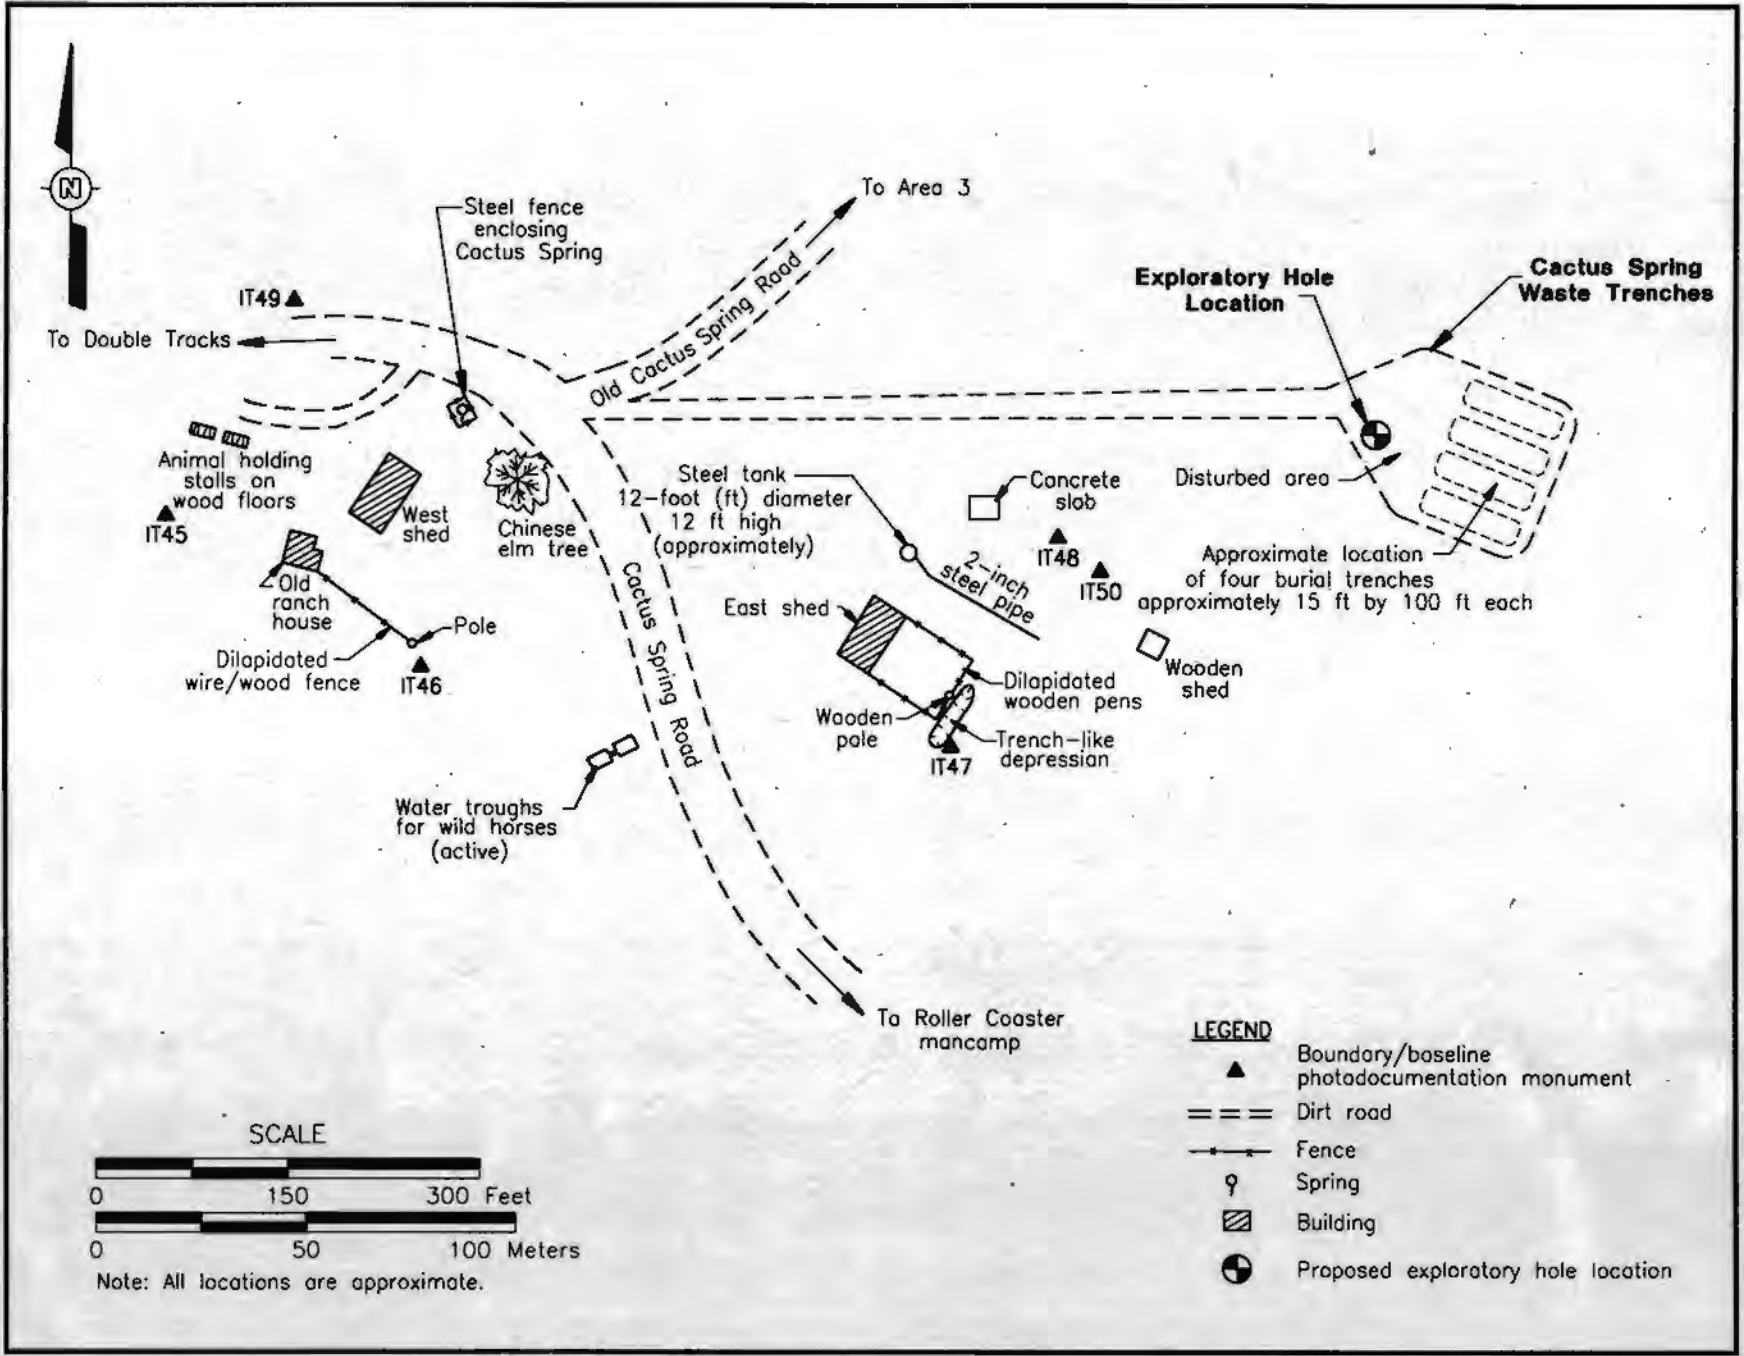 N
To Area 3
Steel fence
enclosing
Cactus Spring
Old Cactus Spring Road
Exploratory Hole
Location
Cactus Spring
Waste Trenches
IT49
To Double Tracks
Animal holding
stalls on
wood floors
IT45
West
shed
Chinese
elm tree
Old
ranch
house
Pole
Dilapidated
wire/wood fence
IT46
Cactus Spring Road
Water troughs
for wild horses
(active)
Steel tank
12-foot (ft) diameter
12 ft high
(approximately)
Concrete
slab
IT48
IT50
2-inch
steel pipe
East shed
Dilapidated
wooden pens
Wooden
pole
Trench-like
depression
IT47
Wooden
shed
Disturbed area
Approximate location
of four burial trenches
approximately 15 ft by 100 ft each
To Roller Coaster
mancamp
LEGEND
Boundary/baseline
photodocumentation monument
Dirt road
Fence
Spring
Building
Proposed exploratory hole location
SCALE
0 150 300 Feet
0 50 100 Meters
Note: All locations are approximate.